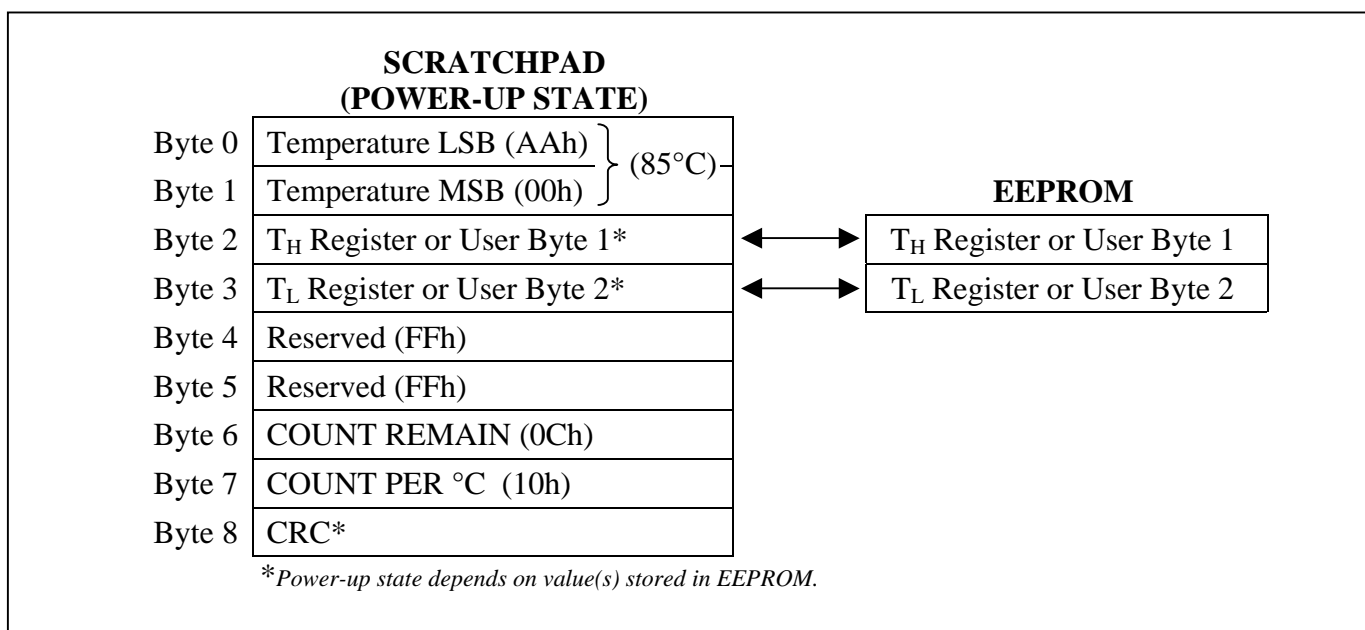 SCRATCHPAD
(POWER-UP STATE)
Byte 0 Temperature LSB (AAh)
(85°C)
Byte 1 Temperature MSB (00h)
EEPROM
Byte 2 TH Register or User Byte 1* TH Register or User Byte 1
Byte 3 TL Register or User Byte 2* TL Register or User Byte 2
Byte 4 Reserved (FFh)
Byte 5 Reserved (FFh)
Byte 6 COUNT REMAIN (0Ch)
Byte 7 COUNT PER °C (10h)
Byte 8 CRC*
*Power-up state depends on value(s) stored in EEPROM.